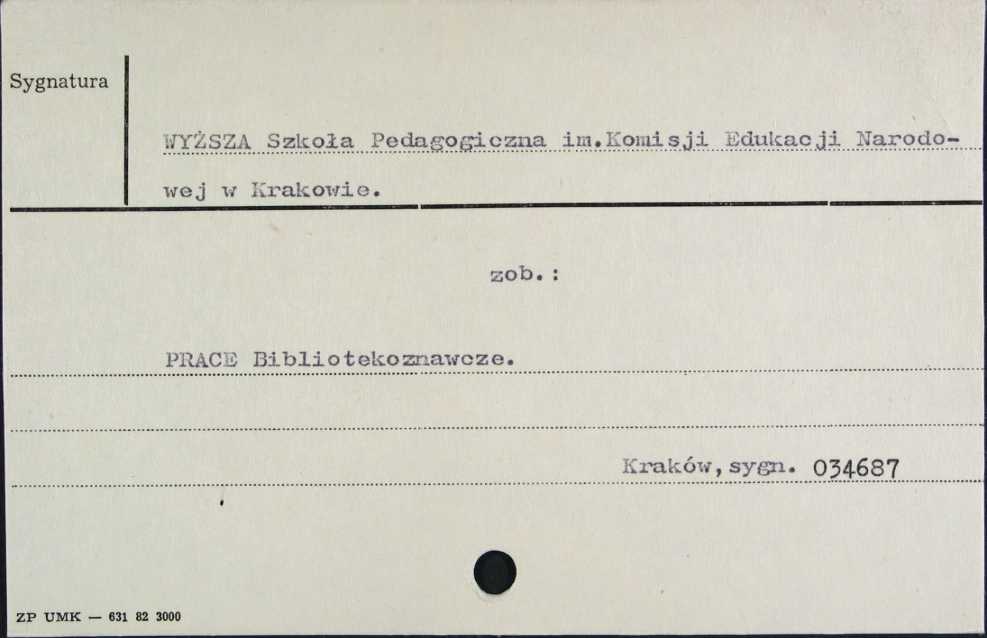 Sygnatura
WYŻSZA Szkoła Pedagogiczna im.Komisji Edukacji Narodo-
wej w Krakowie.
zob.:
PRACE Bibliotekoznawcze.
Kraków, sygn. 034687
ZP UMK — 631 82 3000